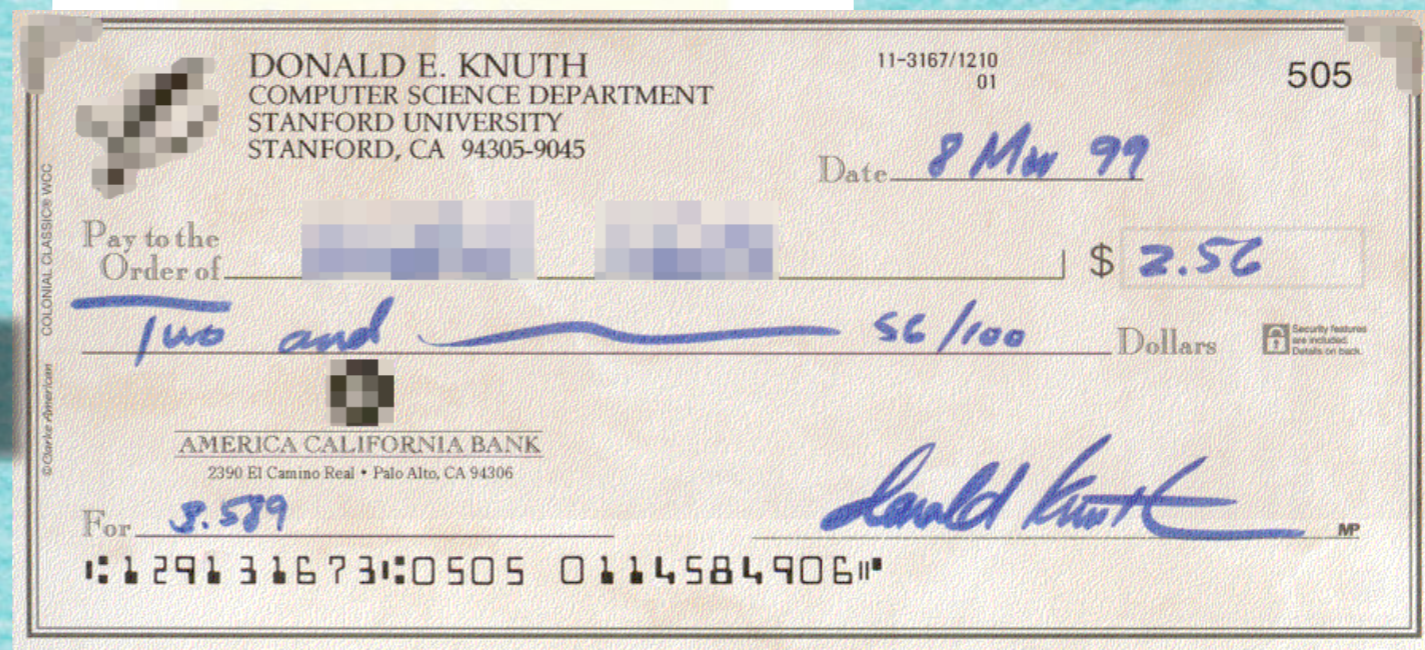 DONALD E. KNUTH
COMPUTER SCIENCE DEPARTMENT
STANFORD UNIVERSITY
STANFORD, CA 94305-9045
11-3167/1210
01
505
Date 8 Mar 99
Pay to the
Order of
$ 2.56
Two and 56/100 Dollars
Security features
are included.
Details on back.
AMERICA CALIFORNIA BANK
2390 El Camino Real • Palo Alto, CA 94306
For 3.589
Donald Knuth
MP
⑆129131673⑆0505 0114584906⑈
©Clarke American
COLONIAL CLASSIC® WCC